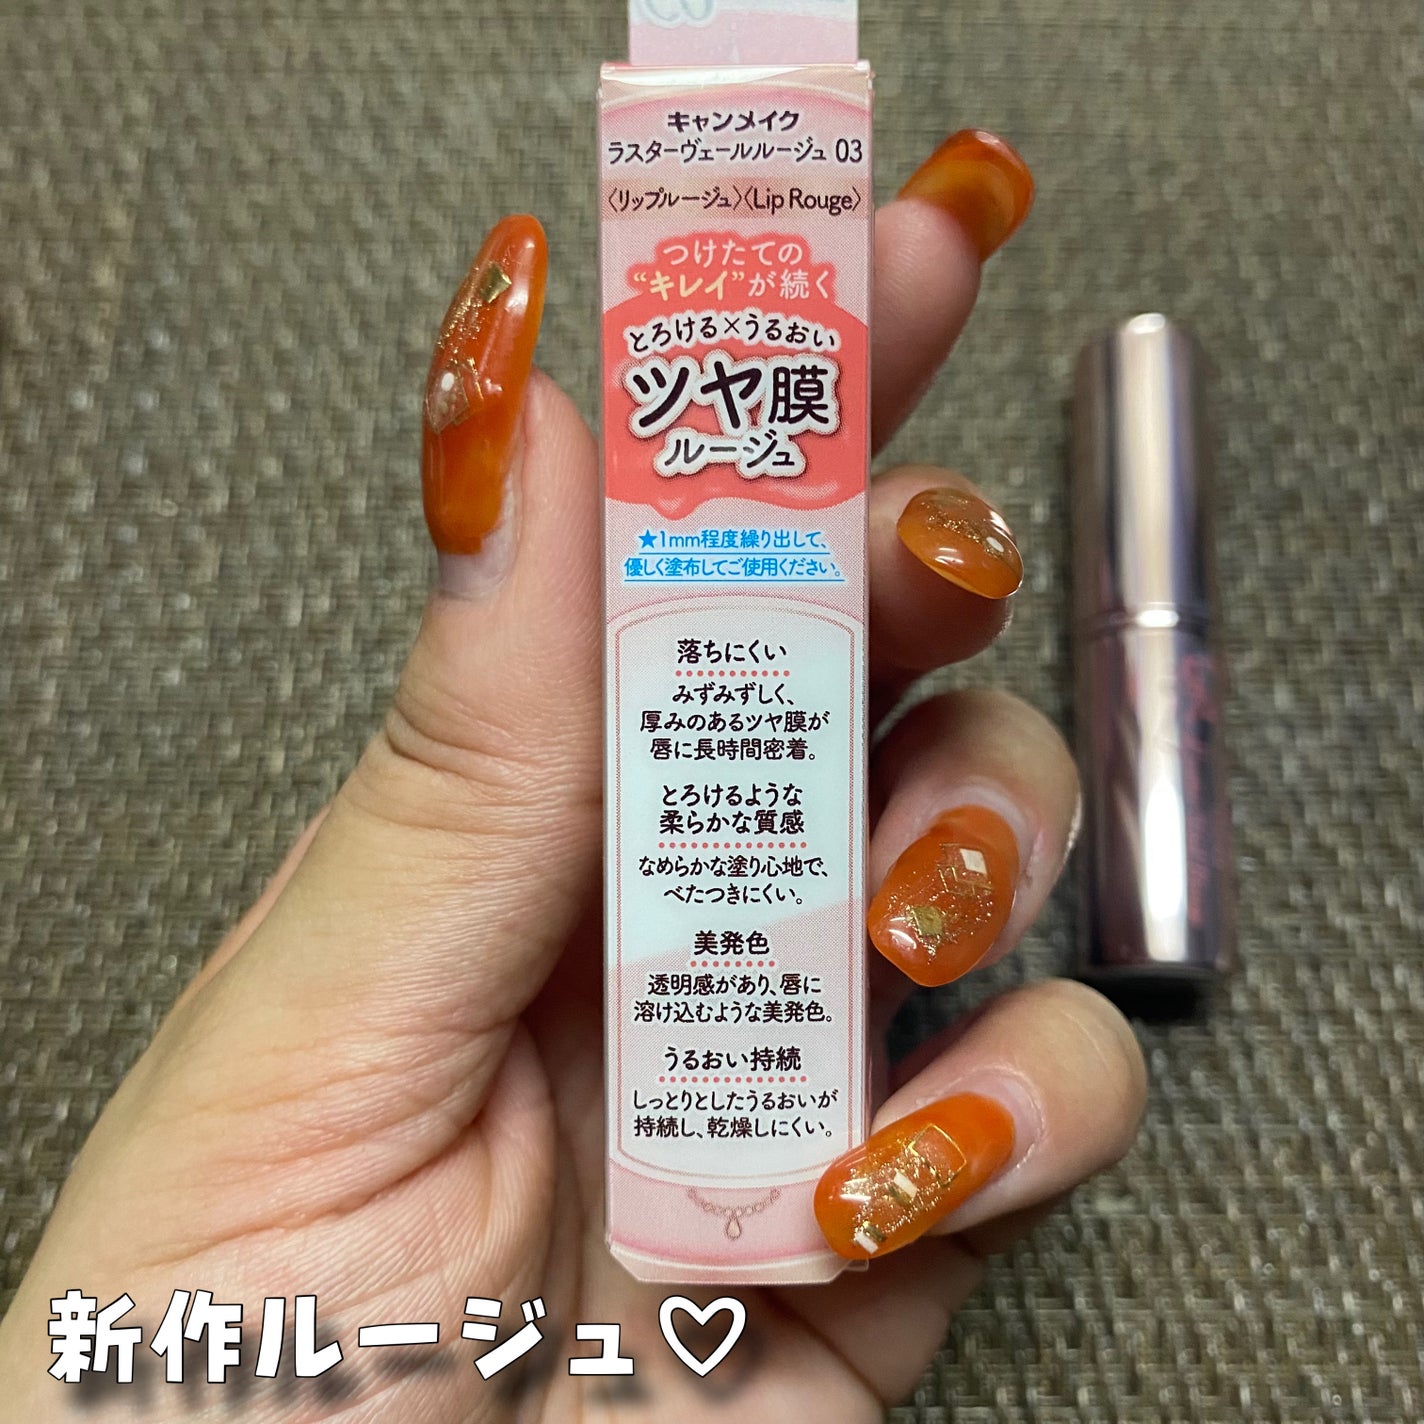 キャンメイク
ラスターヴェールルージュ 03
〈リップルージュ〉〈Lip Rouge〉
つけたての
“キレイ”が続く
とろける×うるおい
ツヤ膜
ルージュ
★1mm程度繰り出して、
優しく塗布してご使用ください。
落ちにくい
みずみずしく、
厚みのあるツヤ膜が
唇に長時間密着。
とろけるような
柔らかな質感
なめらかな塗り心地で、
べたつきにくい。
美発色
透明感があり、唇に
溶け込むような美発色。
うるおい持続
しっとりとしたうるおいが
持続し、乾燥しにくい。
新作ルージュ♡